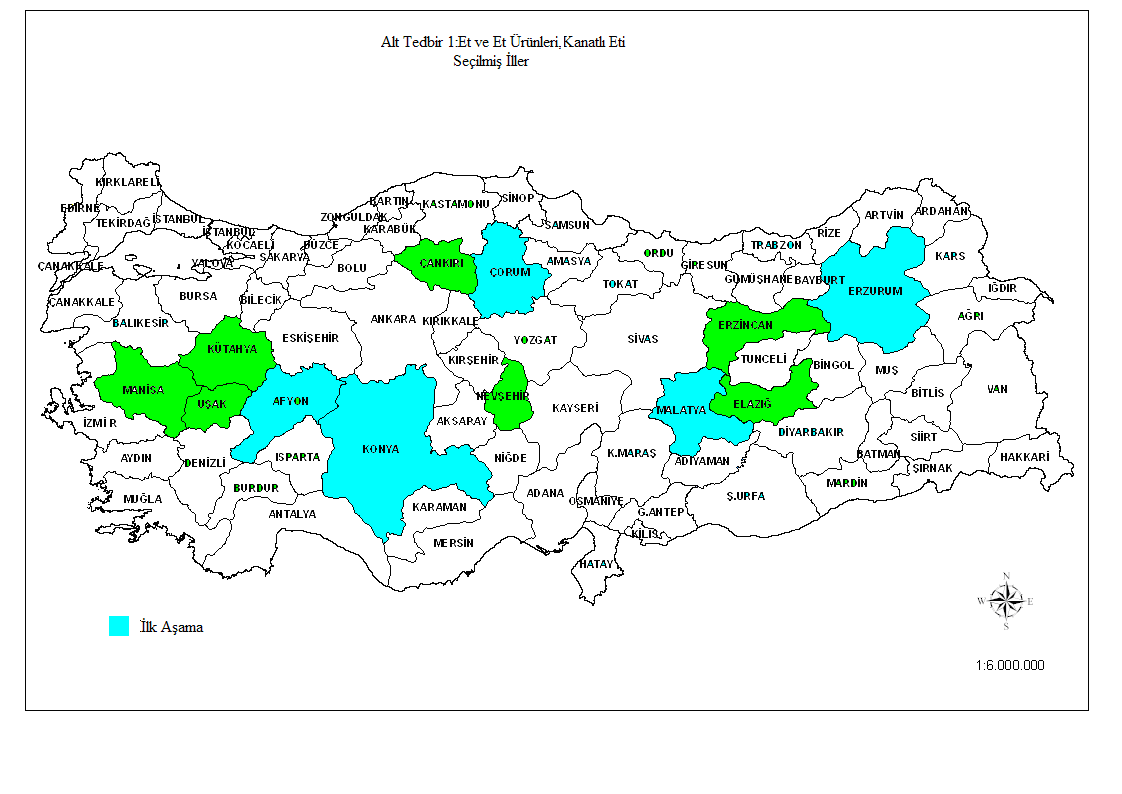 Alt Tedbir 1:Et ve Et Ürünleri,Kanatlı Eti
Seçilmiş İller
KIRKLARELİ
EDİRNE
TEKİRDAĞ
İSTANBUL
İSTANBUL
KOCAELİ
YALOVA
SAKARYA
DÜZCE
ZONGULDAK
BARTIN
KARABÜK
KASTAMONU
SİNOP
SAMSUN
ORDU
GİRESUN
TRABZON
RİZE
ARTVİN
ARDAHAN
KARS
ÇANAKKALE
ÇANAKKALE
BALIKESİR
BURSA
BİLECİK
BOLU
ÇANKIRI
ÇORUM
AMASYA
TOKAT
GÜMÜŞHANE
BAYBURT
ERZURUM
IĞDIR
AĞRI
KÜTAHYA
ESKİŞEHİR
ANKARA
KIRIKKALE
YOZGAT
SİVAS
ERZİNCAN
TUNCELİ
BİNGOL
MUŞ
BİTLİS
VAN
MANİSA
UŞAK
AFYON
KIRŞEHİR
NEVŞEHİR
KAYSERİ
MALATYA
ELAZIĞ
İZMİ R
KONYA
AKSARAY
DİYARBAKIR
BATMAN
SİİRT
ŞIRNAK
HAKKARİ
AYDIN
DENİZLİ
ISPARTA
NİĞDE
K.MARAŞ
ADIYAMAN
MARDİN
MUĞLA
BURDUR
ANTALYA
KARAMAN
ADANA
OSMANİYE
G.ANTEP
Ş.URFA
MERSİN
KİLİS
HATAY
N
W
E
S
İlk Aşama
1:6.000.000